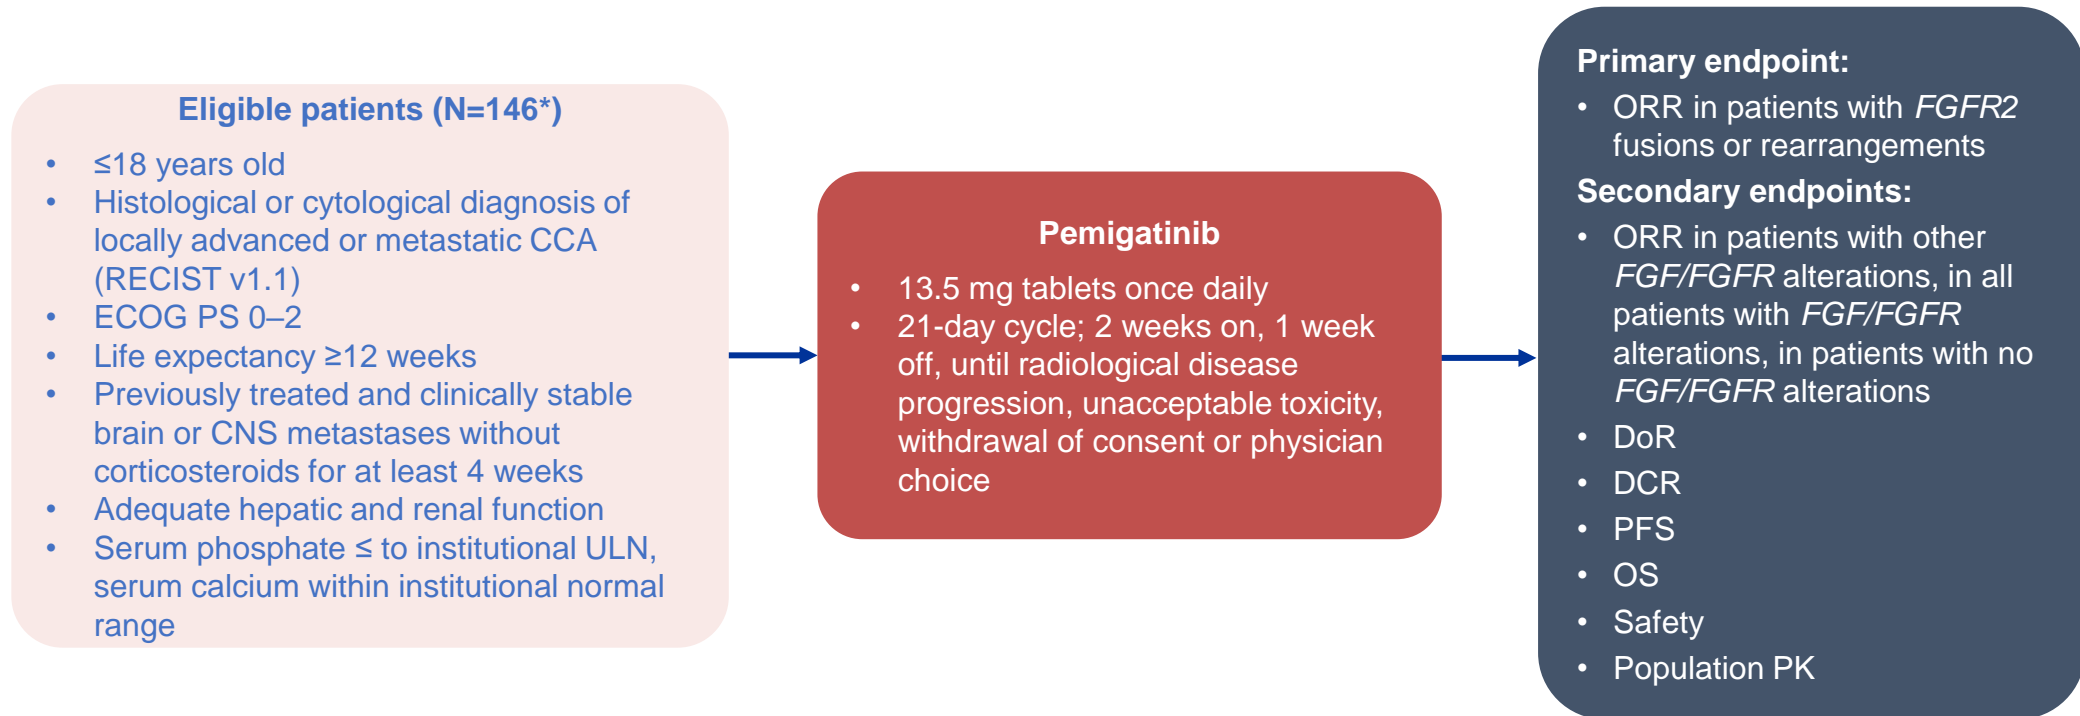 Eligible patients (N=146*)
• ≤18 years old
• Histological or cytological diagnosis of
locally advanced or metastatic CCA
(RECIST v1.1)
• ECOG PS 0–2
• Life expectancy ≥12 weeks
• Previously treated and clinically stable
brain or CNS metastases without
corticosteroids for at least 4 weeks
• Adequate hepatic and renal function
• Serum phosphate ≤ to institutional ULN,
serum calcium within institutional normal
range
Pemigatinib
• 13.5 mg tablets once daily
• 21-day cycle; 2 weeks on, 1 week
off, until radiological disease
progression, unacceptable toxicity,
withdrawal of consent or physician
choice
Primary endpoint:
• ORR in patients with FGFR2
fusions or rearrangements
Secondary endpoints:
• ORR in patients with other
FGF/FGFR alterations, in all
patients with FGF/FGFR
alterations, in patients with no
FGF/FGFR alterations
• DoR
• DCR
• PFS
• OS
• Safety
• Population PK